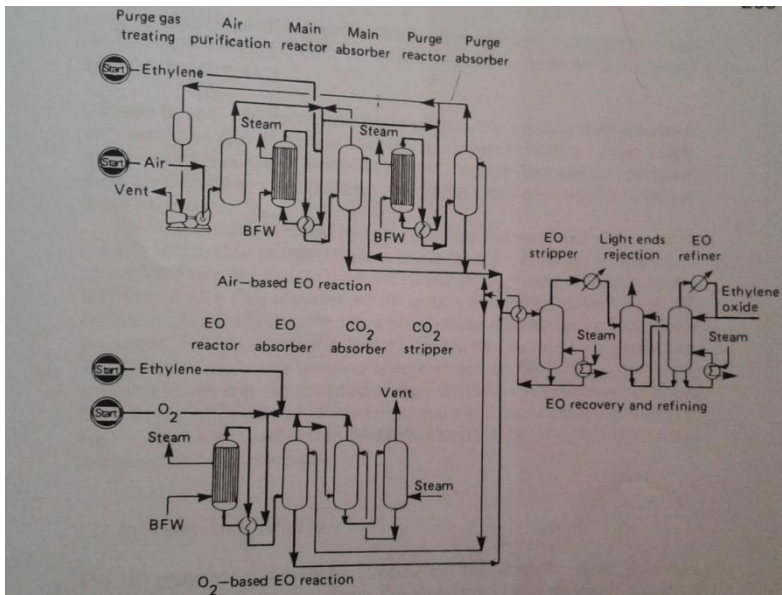 Purge gas treating
Air purification
Main reactor
Main absorber
Purge reactor
Purge absorber
Start
Ethylene
Steam
Steam
Start
Air
Vent
BFW
BFW
Air–based EO reaction
EO stripper
Light ends rejection
EO refiner
Ethylene oxide
Steam
Steam
EO recovery and refining
EO reactor
EO absorber
CO2 absorber
CO2 stripper
Start
Ethylene
Vent
Start
O2
Steam
Steam
BFW
O2–based EO reaction